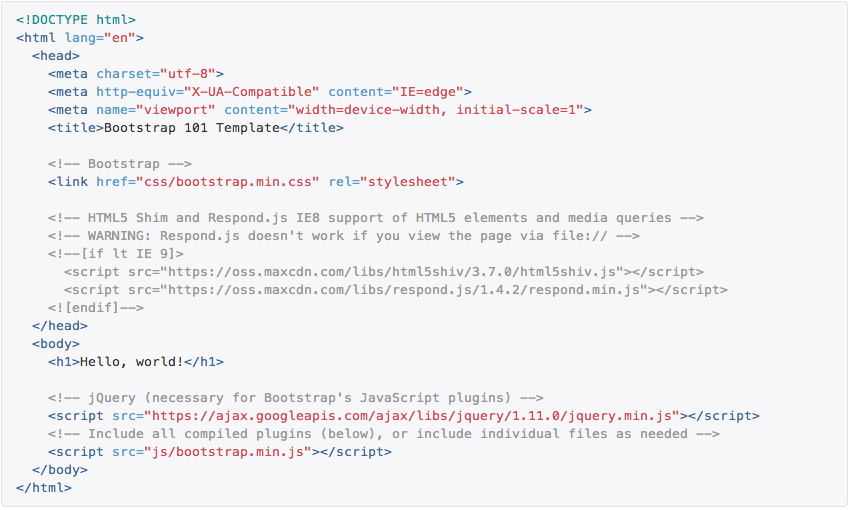 <!DOCTYPE html>
<html lang="en">
  <head>
    <meta charset="utf-8">
    <meta http-equiv="X-UA-Compatible" content="IE=edge">
    <meta name="viewport" content="width=device-width, initial-scale=1">
    <title>Bootstrap 101 Template</title>

    <!-- Bootstrap -->
    <link href="css/bootstrap.min.css" rel="stylesheet">

    <!-- HTML5 Shim and Respond.js IE8 support of HTML5 elements and media queries -->
    <!-- WARNING: Respond.js doesn't work if you view the page via file:// -->
    <!--[if lt IE 9]>
      <script src="https://oss.maxcdn.com/libs/html5shiv/3.7.0/html5shiv.js"></script>
      <script src="https://oss.maxcdn.com/libs/respond.js/1.4.2/respond.min.js"></script>
    <![endif]-->
  </head>
  <body>
    <h1>Hello, world!</h1>

    <!-- jQuery (necessary for Bootstrap's JavaScript plugins) -->
    <script src="https://ajax.googleapis.com/ajax/libs/jquery/1.11.0/jquery.min.js"></script>
    <!-- Include all compiled plugins (below), or include individual files as needed -->
    <script src="js/bootstrap.min.js"></script>
  </body>
</html>